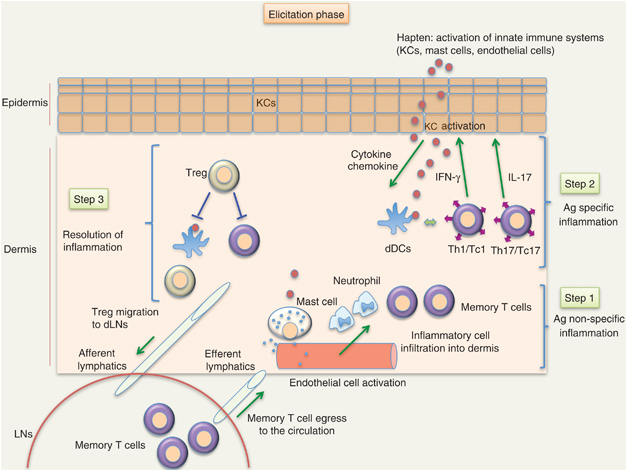 Elicitation phase
Hapten: activation of innate immune systems
(KCs, mast cells, endothelial cells)
Epidermis
KCs
KC activation
Cytokine
chemokine
IFN-γ
IL-17
Step 2
Ag specific
inflammation
Treg
Step 3
Resolution of
inflammation
dDCs
Th1/Tc1
Th17/Tc17
Dermis
Neutrophil
Mast cell
Memory T cells
Step 1
Ag non-specific
inflammation
Treg migration
to dLNs
Inflammatory cell
infiltration into dermis
Afferent
lymphatics
Efferent
lymphatics
Endothelial cell activation
Memory T cell egress
to the circulation
LNs
Memory T cells